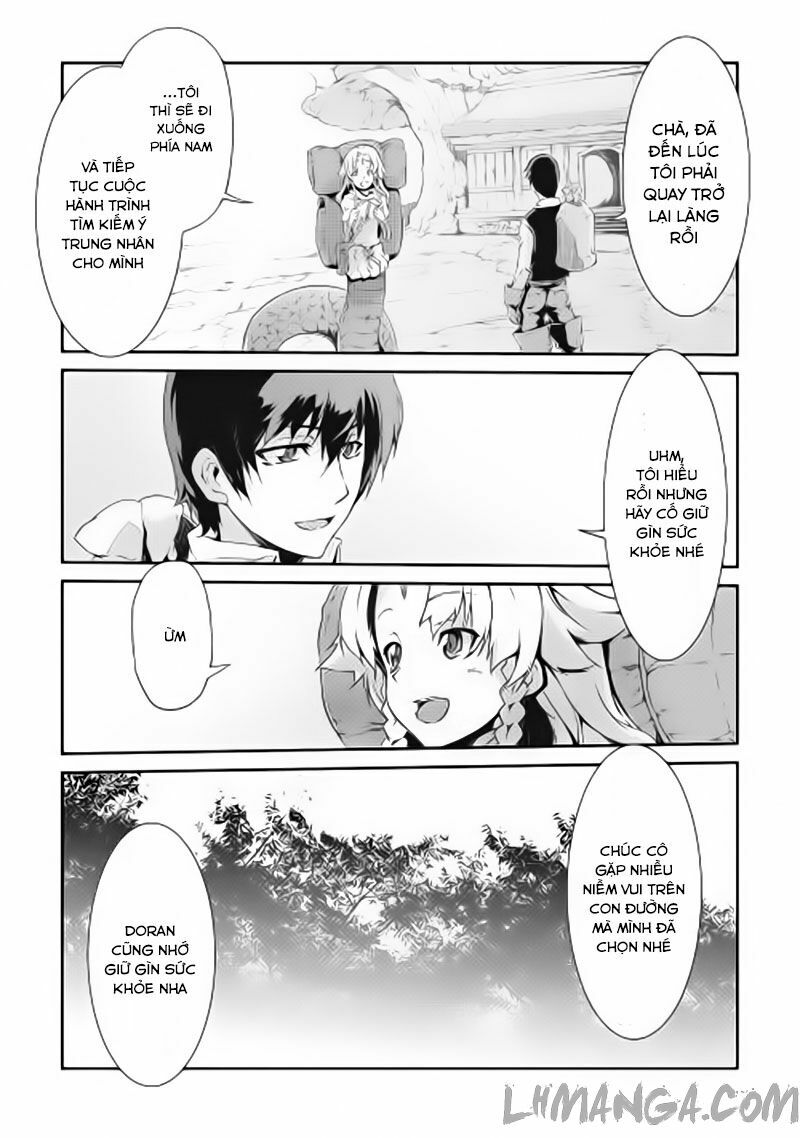 CHÀ, ĐÃ
ĐẾN LÚC
TÔI PHẢI
QUAY TRỞ
LẠI LÀNG
RỒI
...TÔI
THÌ SẼ ĐI
XUỐNG
PHÍA NAM
VÀ TIẾP
TỤC CUỘC
HÀNH TRÌNH
TÌM KIẾM Ý
TRUNG NHÂN
CHO MÌNH
UHM,
TÔI HIỂU
RỒI NHƯNG
HÃY CỐ GIỮ
GÌN SỨC
KHỎE NHÉ
ỪM
CHÚC CÔ
GẶP NHIỀU
NIỀM VUI TRÊN
CON ĐƯỜNG
MÀ MÌNH ĐÃ
CHỌN NHÉ
DORAN
CŨNG NHỚ
GIỮ GÌN SỨC
KHỎE NHA
LHMANGA.COM